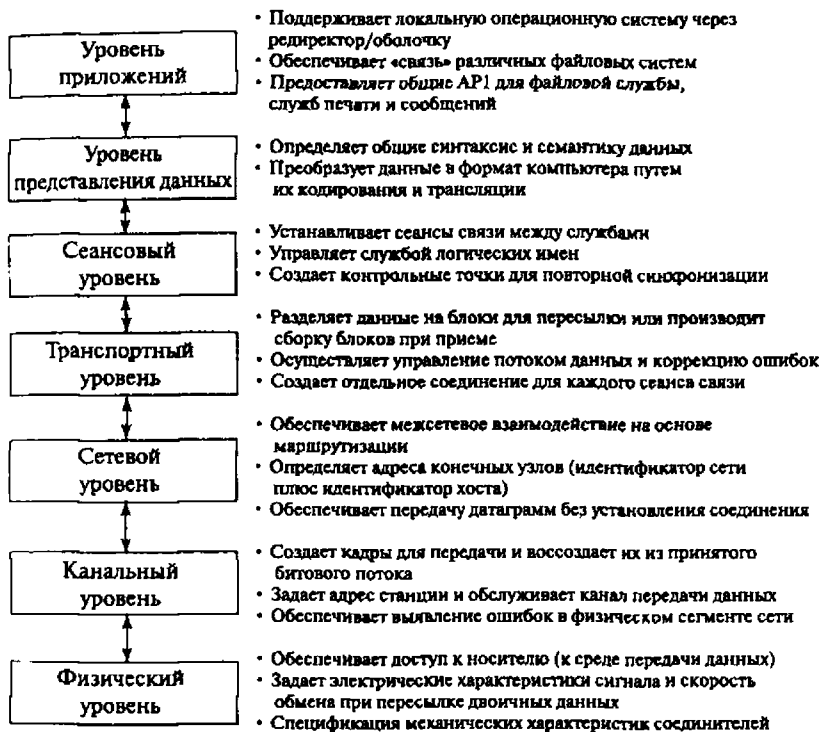 Уровень
приложений
• Поддерживает локальную операционную систему через
редиректор/оболочку
• Обеспечивает «связь» различных файловых систем
• Предоставляет общие АР1 для файловой службы,
служб печати и сообщений
Уровень
представления данных
• Определяет общие синтаксис и семантику данных
• Преобразует данные в формат компьютера путем
их кодирования и трансляции
Сеансовый
уровень
• Устанавливает сеансы связи между службами
• Управляет службой логических имен
• Создает контрольные точки для повторной синхронизации
Транспортный
уровень
• Разделяет данные на блоки для пересылки или производит
сборку блоков при приеме
• Осуществляет управление потоком данных и коррекцию ошибок
• Создает отдельное соединение для каждого сеанса связи
Сетевой
уровень
• Обеспечивает межсетевое взаимодействие на основе
маршрутизации
• Определяет адреса конечных узлов (идентификатор сети
плюс идентификатор хоста)
• Обеспечивает передачу датаграмм без установления соединения
Канальный
уровень
• Создает кадры для передачи и воссоздает их из принятого
битового потока
• Задает адрес станции и обслуживает канал передачи данных
• Обеспечивает выявление ошибок в физическом сегменте сети
Физический
уровень
• Обеспечивает доступ к носителю (к среде передачи данных)
• Задает электрические характеристики сигнала и скорость
обмена при пересылке двоичных данных
• Спецификация механических характеристик соединителей